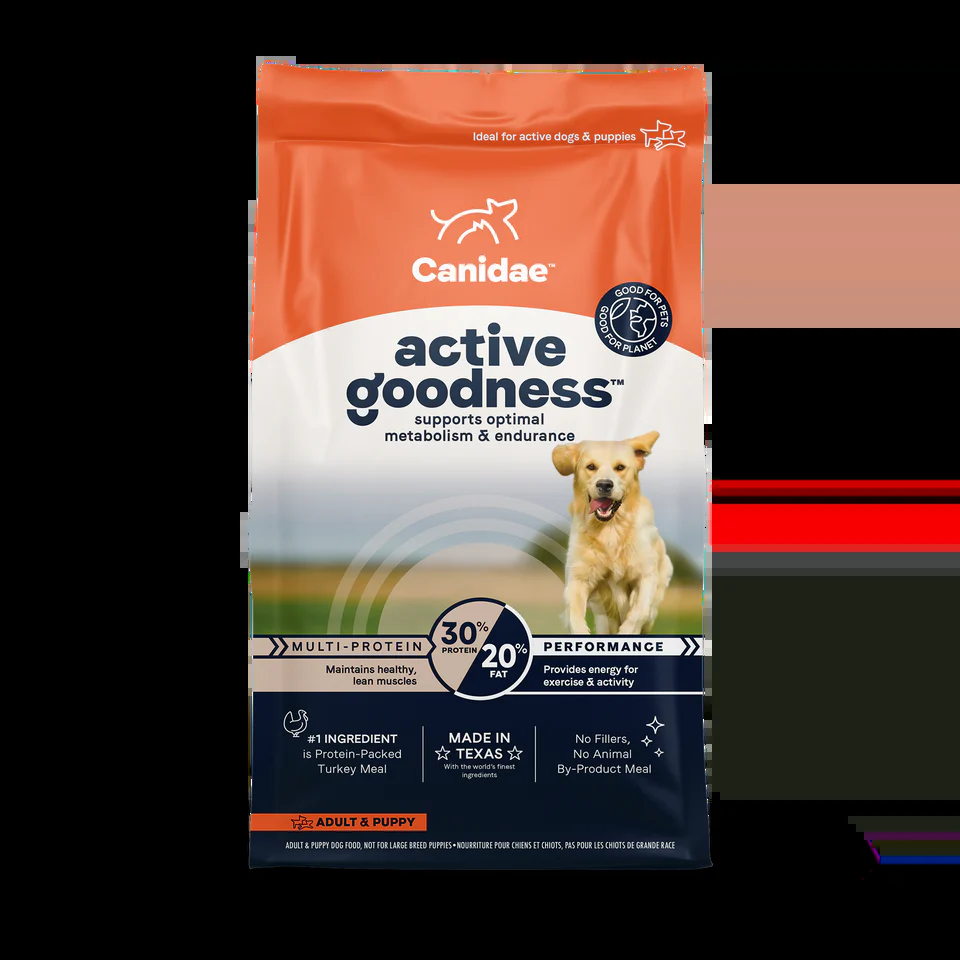 Ideal for active dogs & puppies
Canidae™
GOOD FOR PETS
GOOD FOR PLANET
active
goodness™
supports optimal
metabolism & endurance
MULTI-PROTEIN
30%
PROTEIN
20%
FAT
PERFORMANCE
Maintains healthy,
lean muscles
Provides energy for
exercise & activity
#1 INGREDIENT
is Protein-Packed
Turkey Meal
MADE IN
TEXAS
With the world's finest
ingredients
No Fillers,
No Animal
By-Product Meal
ADULT & PUPPY
ADULT & PUPPY DOG FOOD, NOT FOR LARGE BREED PUPPIES•NOURRITURE POUR CHIENS ET CHIOTS, PAS POUR LES CHIOTS DE GRANDE RACE